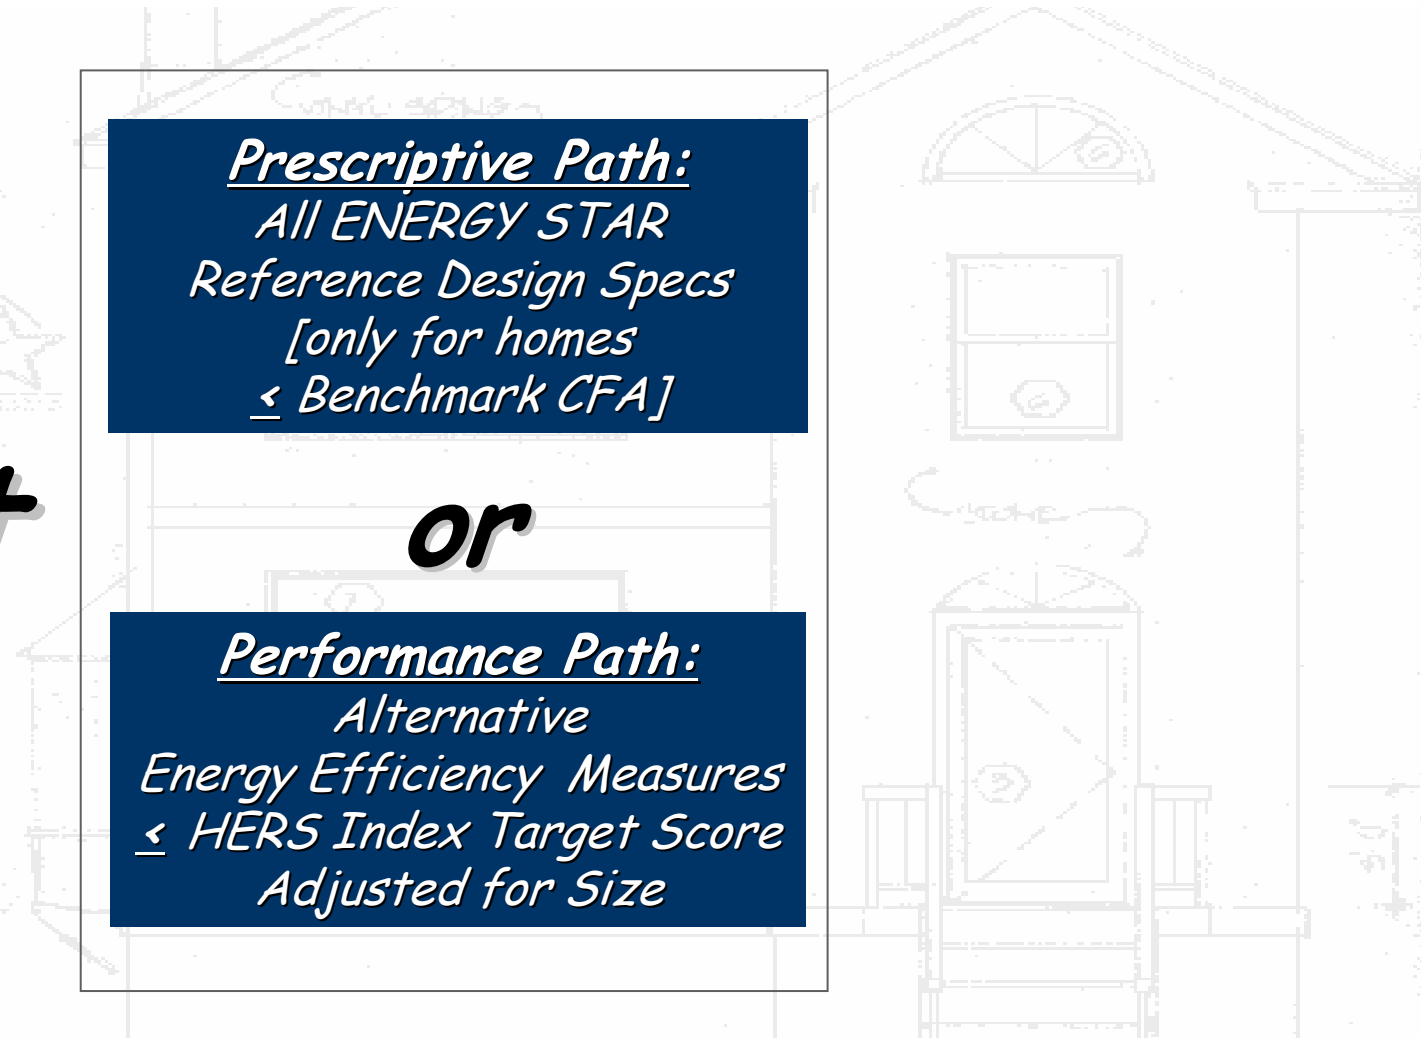 Prescriptive Path:
All ENERGY STAR
Reference Design Specs
[only for homes
< Benchmark CFA]
+
or
Performance Path:
Alternative
Energy Efficiency Measures
< HERS Index Target Score
Adjusted for Size